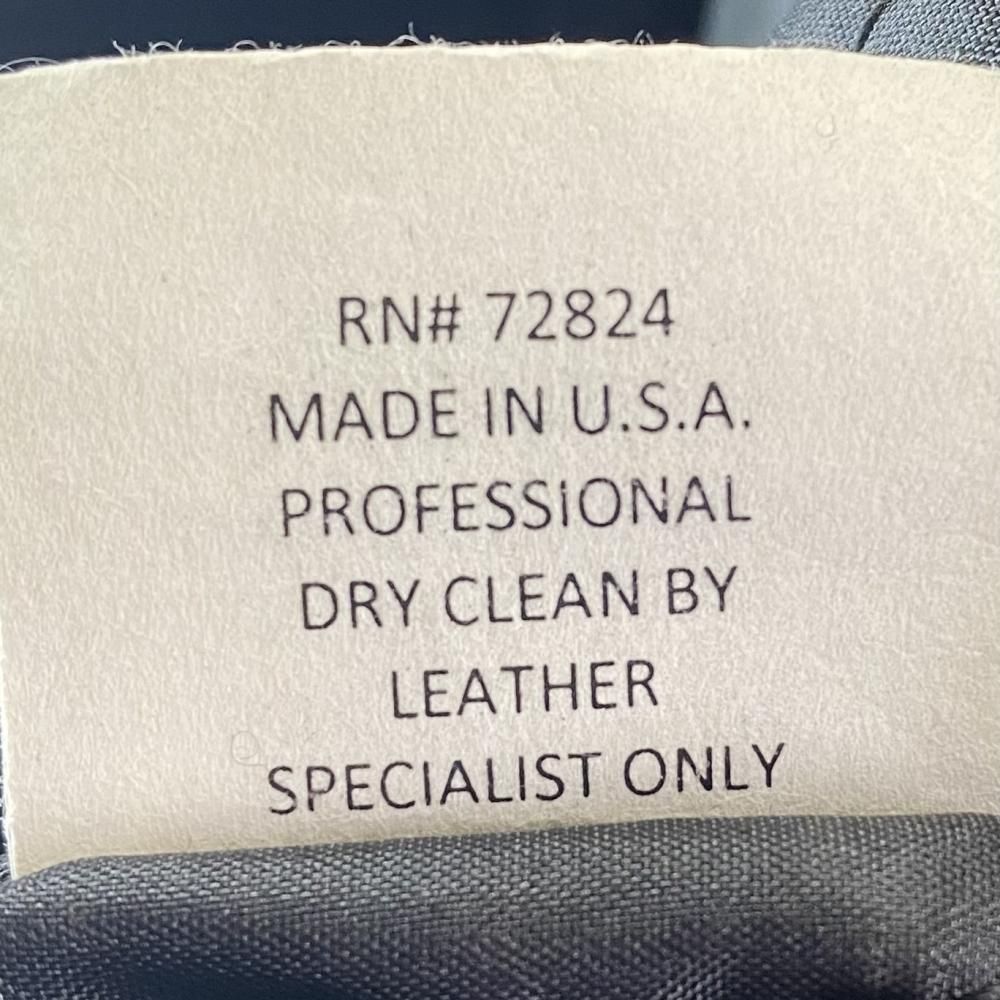 RN# 72824
MADE IN U.S.A.
PROFESSIONAL
DRY CLEAN BY
LEATHER
SPECIALIST ONLY